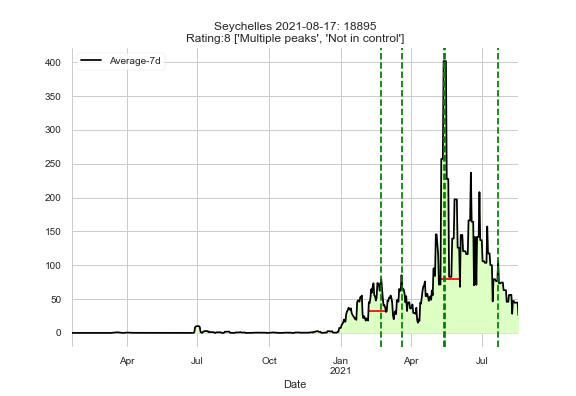 Seychelles 2021-08-17: 18895
Rating:8 ['Multiple peaks', 'Not in control']
Average-7d
400
350
300
250
200
150
100
50
0
Apr
Jul
Oct
Jan
2021
Apr
Jul
Date